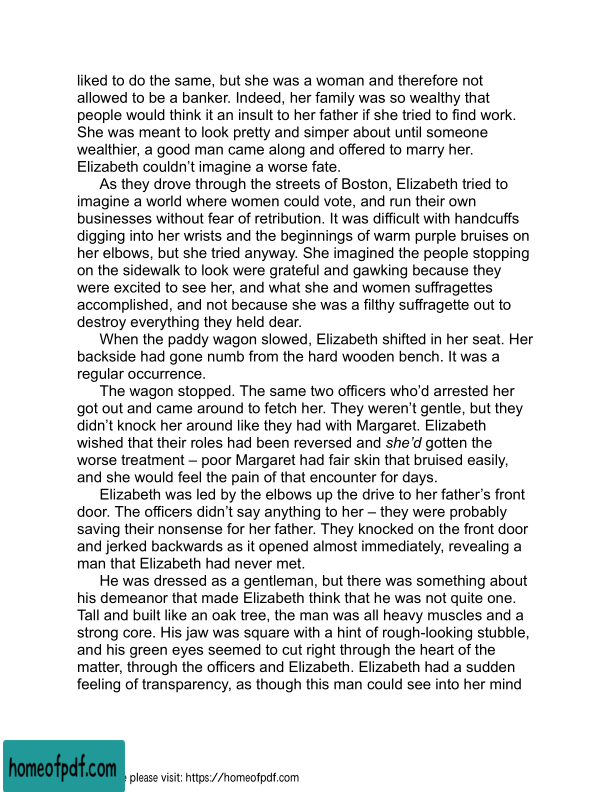 liked to do the same, but she was a woman and therefore not
allowed to be a banker. Indeed, her family was so wealthy that
people would think it an insult to her father if she tried to find work.
She was meant to look pretty and simper about until someone
wealthier, a good man came along and offered to marry her.
Elizabeth couldn’t imagine a worse fate.
As they drove through the streets of Boston, Elizabeth tried to
imagine a world where women could vote, and run their own
businesses without fear of retribution. It was difficult with handcuffs
digging into her wrists and the beginnings of warm purple bruises on
her elbows, but she tried anyway. She imagined the people stopping
on the sidewalk to look were grateful and gawking because they
were excited to see her, and what she and women suffragettes
accomplished, and not because she was a filthy suffragette out to
destroy everything they held dear.
When the paddy wagon slowed, Elizabeth shifted in her seat. Her
backside had gone numb from the hard wooden bench. It was a
regular occurrence.
The wagon stopped. The same two officers who’d arrested her
got out and came around to fetch her. They weren’t gentle, but they
didn’t knock her around like they had with Margaret. Elizabeth
wished that their roles had been reversed and she’d gotten the
worse treatment – poor Margaret had fair skin that bruised easily,
and she would feel the pain of that encounter for days.
Elizabeth was led by the elbows up the drive to her father’s front
door. The officers didn’t say anything to her – they were probably
saving their nonsense for her father. They knocked on the front door
and jerked backwards as it opened almost immediately, revealing a
man that Elizabeth had never met.
He was dressed as a gentleman, but there was something about
his demeanor that made Elizabeth think that he was not quite one.
Tall and built like an oak tree, the man was all heavy muscles and a
strong core. His jaw was square with a hint of rough-looking stubble,
and his green eyes seemed to cut right through the heart of the
matter, through the officers and Elizabeth. Elizabeth had a sudden
feeling of transparency, as though this man could see into her mind
homeofpdf.com
please visit: https://homeofpdf.com